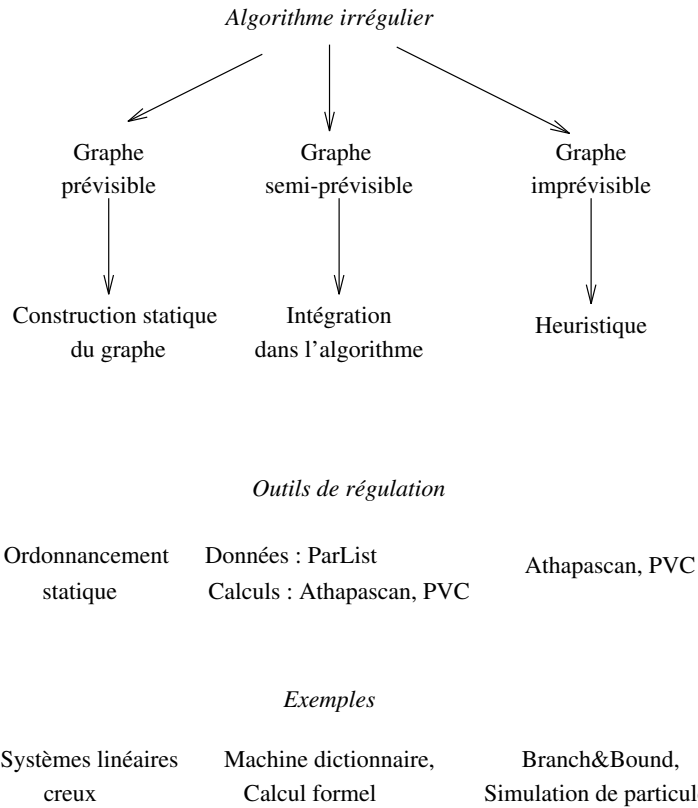 Algorithme irrégulier
Graphe
prévisible
Graphe
semi-prévisible
Graphe
imprévisible
Construction statique
du graphe
Intégration
dans l'algorithme
Heuristique
Outils de régulation
Ordonnancement
statique
Données : ParList
Calculs : Athapascan, PVC
Athapascan, PVC
Exemples
Systèmes linéaires
creux
Machine dictionnaire,
Calcul formel
Branch&Bound,
Simulation de particul